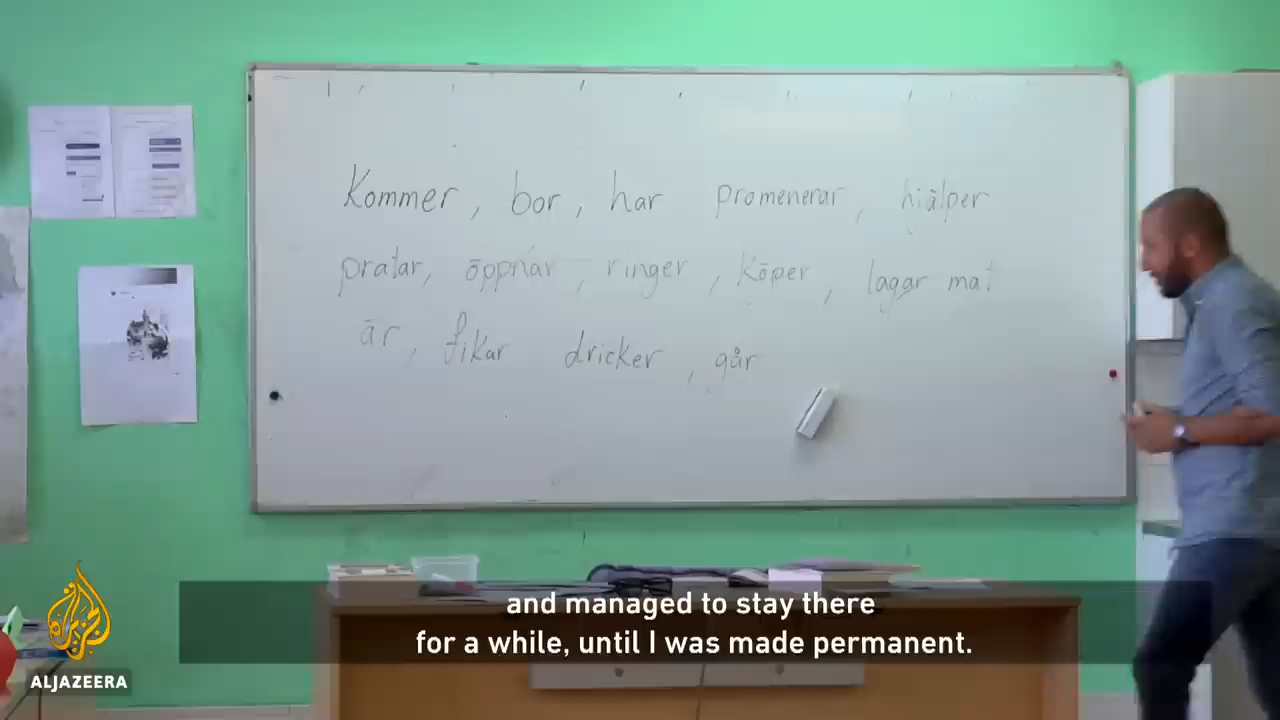 Kommer, bor, har promenerar, hjälper
pratar, öppnar, ringer, köper, lagar mat
är, fikar dricker, går
and managed to stay there
for a while, until I was made permanent.
ALJAZEERA